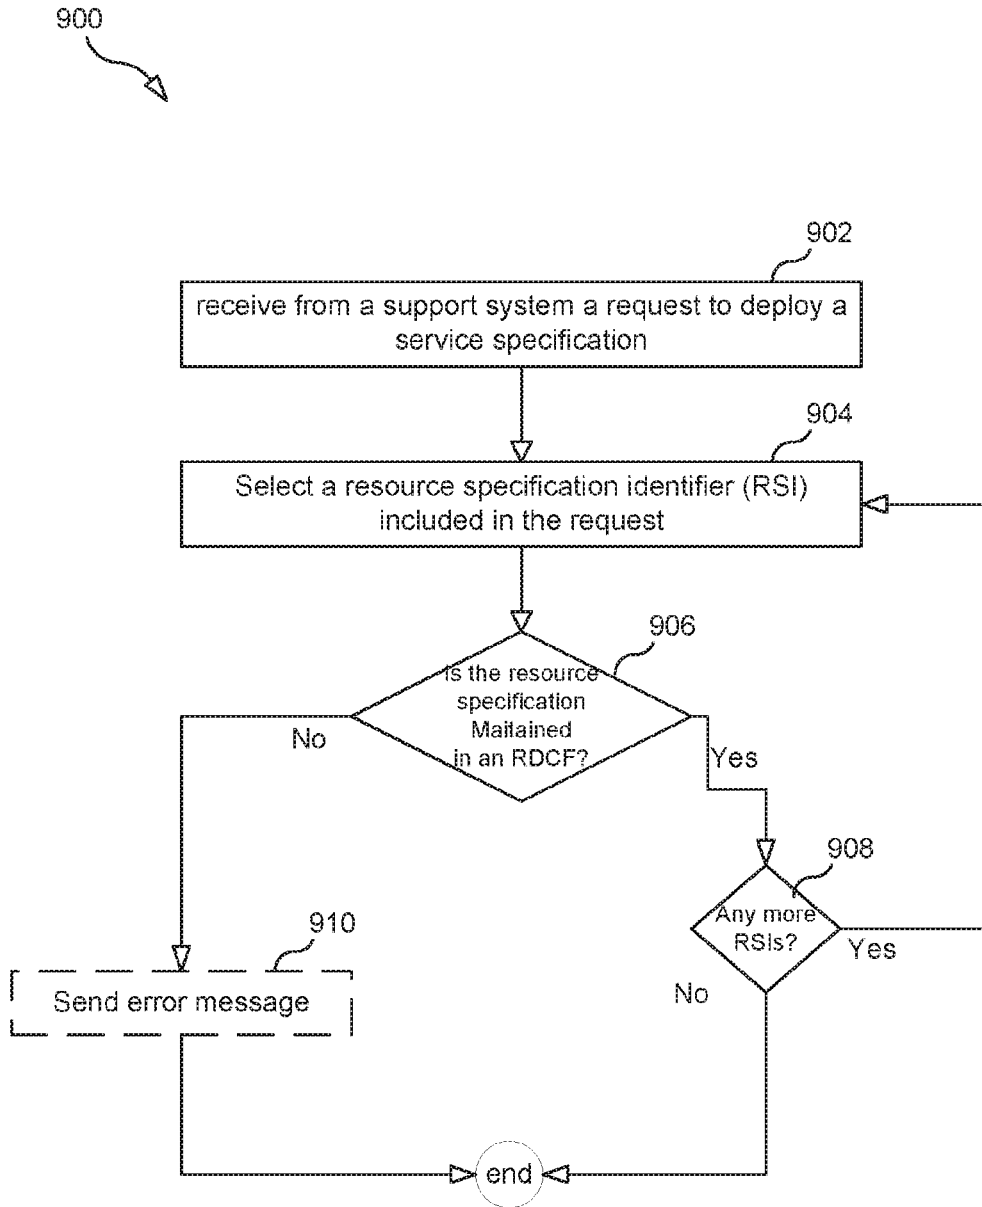 900
902
receive from a support system a request to deploy a
service specification
904
Select a resource specification identifier (RSI)
included in the request
906
Is the resource
specification
Maitained
in an RDCF?
No
Yes
908
Any more
RSIs?
Yes
No
910
Send error message
end